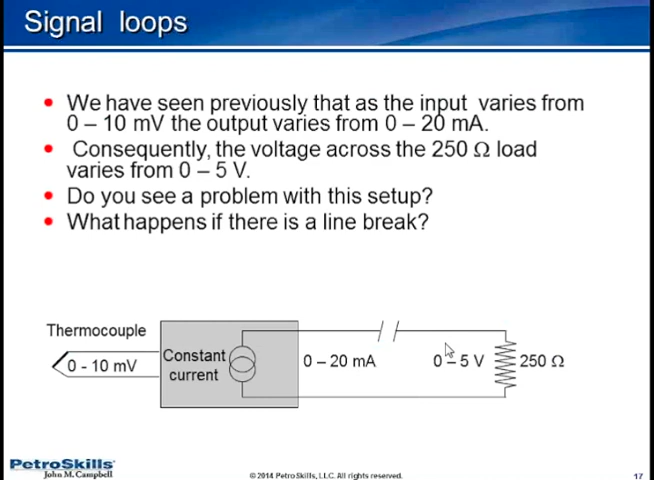 Signal loops
• We have seen previously that as the input varies from
0 – 10 mV the output varies from 0 – 20 mA.
• Consequently, the voltage across the 250 Ω load
varies from 0 – 5 V.
• Do you see a problem with this setup?
• What happens if there is a line break?
Thermocouple
0 - 10 mV
Constant
current
0 – 20 mA
0 – 5 V
250 Ω
PetroSkills®
John M. Campbell
© 2014 PetroSkills, LLC. All rights reserved.
17